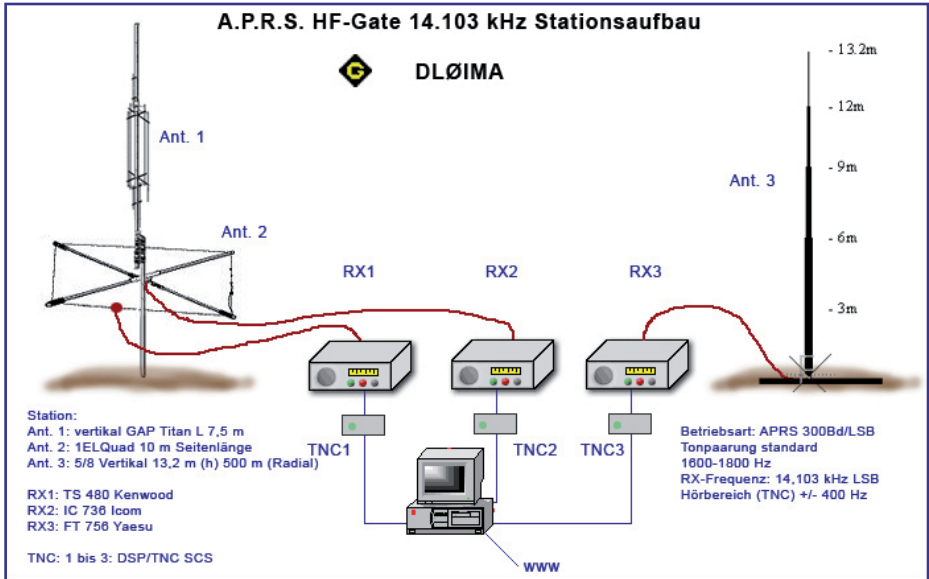 A.P.R.S. HF-Gate 14.103 kHz Stationsaufbau
G DLØIMA
- 13.2m
- 12m
Ant. 1
- 9m
Ant. 3
Ant. 2
- 6m
RX1 RX2 RX3
- 3m
TNC1 TNC2 TNC3
Station:
Ant. 1: vertikal GAP Titan L 7,5 m
Ant. 2: 1ELQuad 10 m Seitenlänge
Ant. 3: 5/8 Vertikal 13,2 m (h) 500 m (Radial)
RX1: TS 480 Kenwood
RX2: IC 736 Icom
RX3: FT 756 Yaesu
TNC: 1 bis 3: DSP/TNC SCS
Betriebsart: APRS 300Bd/LSB
Tonpaarung standard
1600-1800 Hz
RX-Frequenz: 14,103 kHz LSB
Hörbereich (TNC) +/- 400 Hz
www